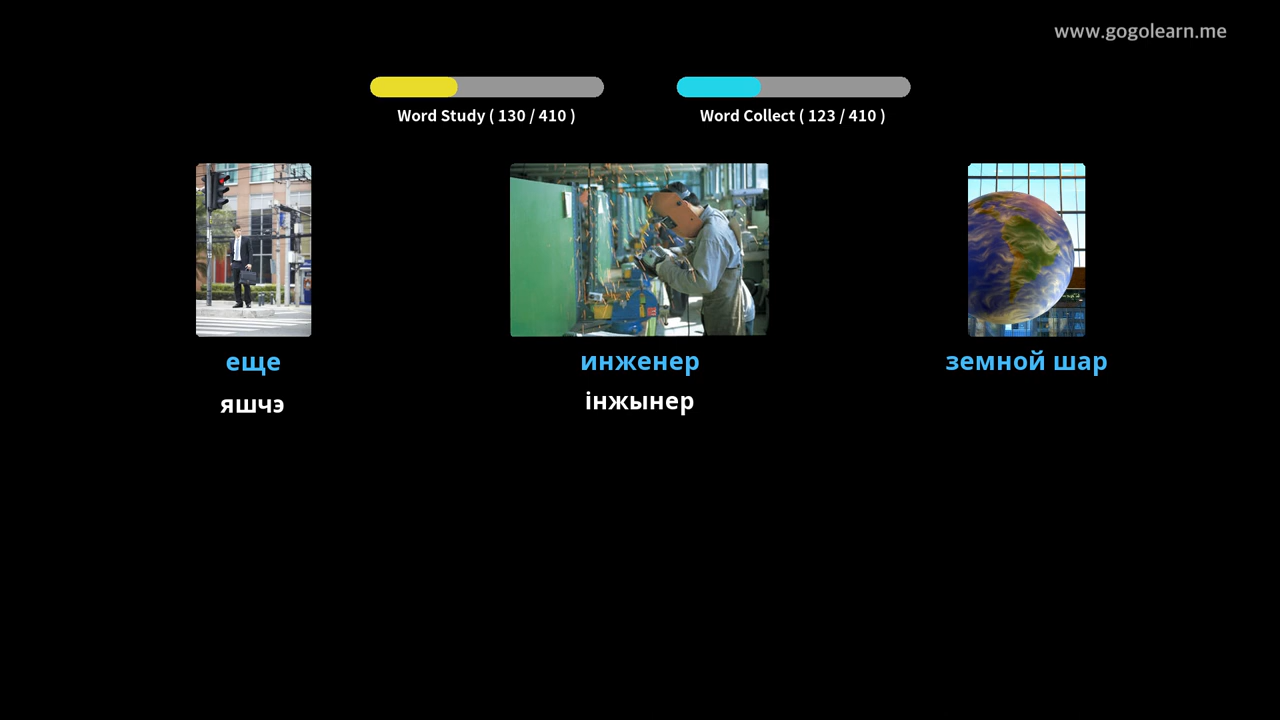 www.gogolearn.me
Word Study ( 130 / 410 )
Word Collect ( 123 / 410 )
еще
инженер
земной шар
яшчэ
інжынер